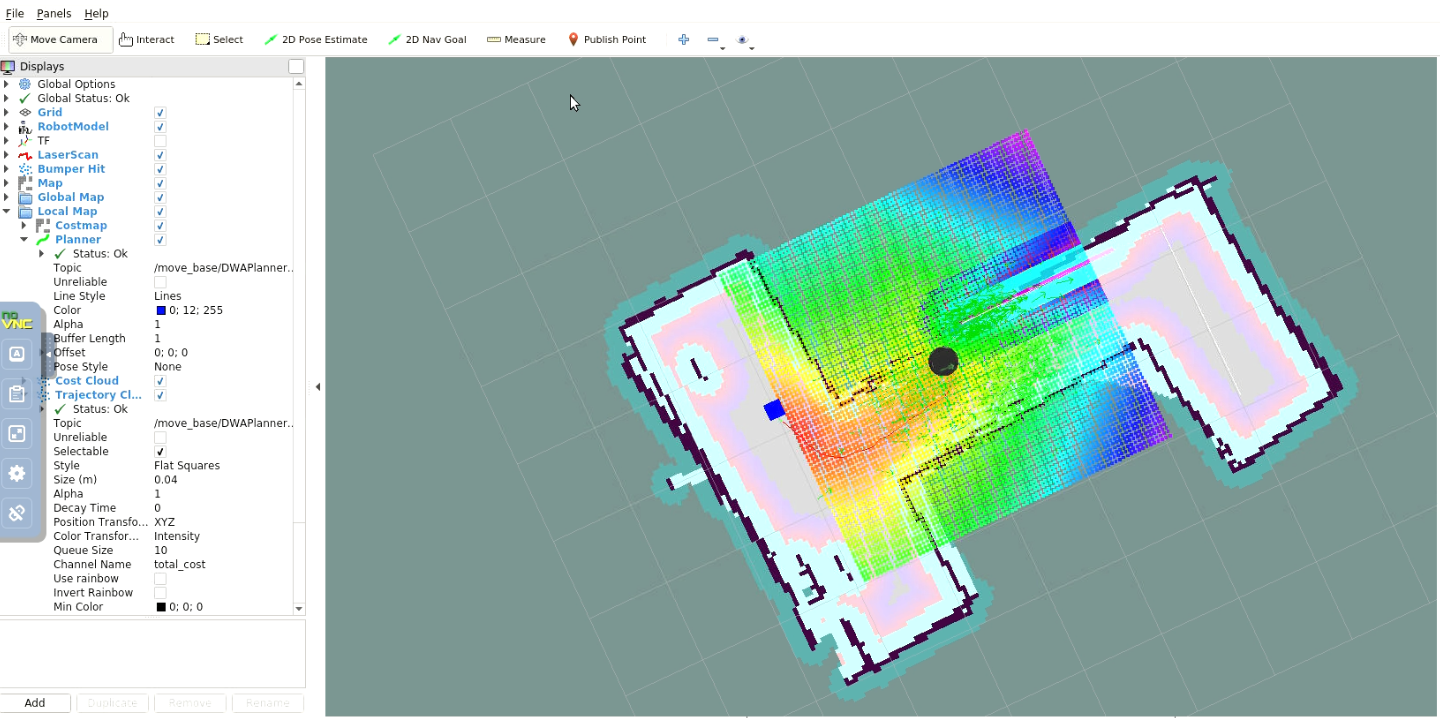 File Panels Help
Move Camera Interact Select 2D Pose Estimate 2D Nav Goal Measure Publish Point
Displays
Global Options
Global Status: Ok
Grid
RobotModel
TF
LaserScan
Bumper Hit
Map
Global Map
Local Map
Costmap
Planner
Status: Ok
Topic /move_base/DWAPlanner...
Unreliable
Line Style Lines
Color 0; 12; 255
Alpha 1
Buffer Length 1
Offset 0; 0; 0
Pose Style None
Cost Cloud
Trajectory Cl...
Status: Ok
Topic /move_base/DWAPlanner...
Unreliable
Selectable
Style Flat Squares
Size (m) 0.04
Alpha 1
Decay Time 0
Position Transfo... XYZ
Color Transfor... Intensity
Queue Size 10
Channel Name total_cost
Use rainbow
Invert Rainbow
Min Color 0; 0; 0
no
VNC
A
Add Duplicate Remove Rename